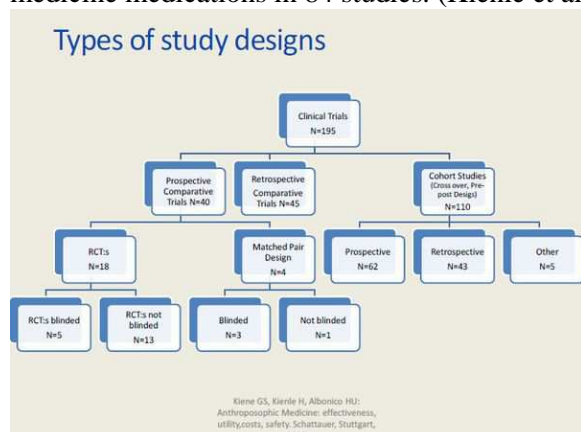 medicine medications in 84 studies. (Kienle et al
Types of study designs
Clinical Trials
N=195
Prospective
Comparative
Trials N=40
Retrospective
Comparative
Trials N=45
Cohort Studies
(Cross over, Pre-
post Design)
N=110
RCT:s
N=18
Matched Pair
Design
N=4
Prospective
N=62
Retrospective
N=43
Other
N=5
RCT:s blinded
N=5
RCT:s not
blinded
N=13
Blinded
N=3
Not blinded
N=1
Kiene GS, Kienle H, Albonico HU:
Anthroposophic Medicine: effectiveness,
utility,costs, safety. Schattauer, Stuttgart,